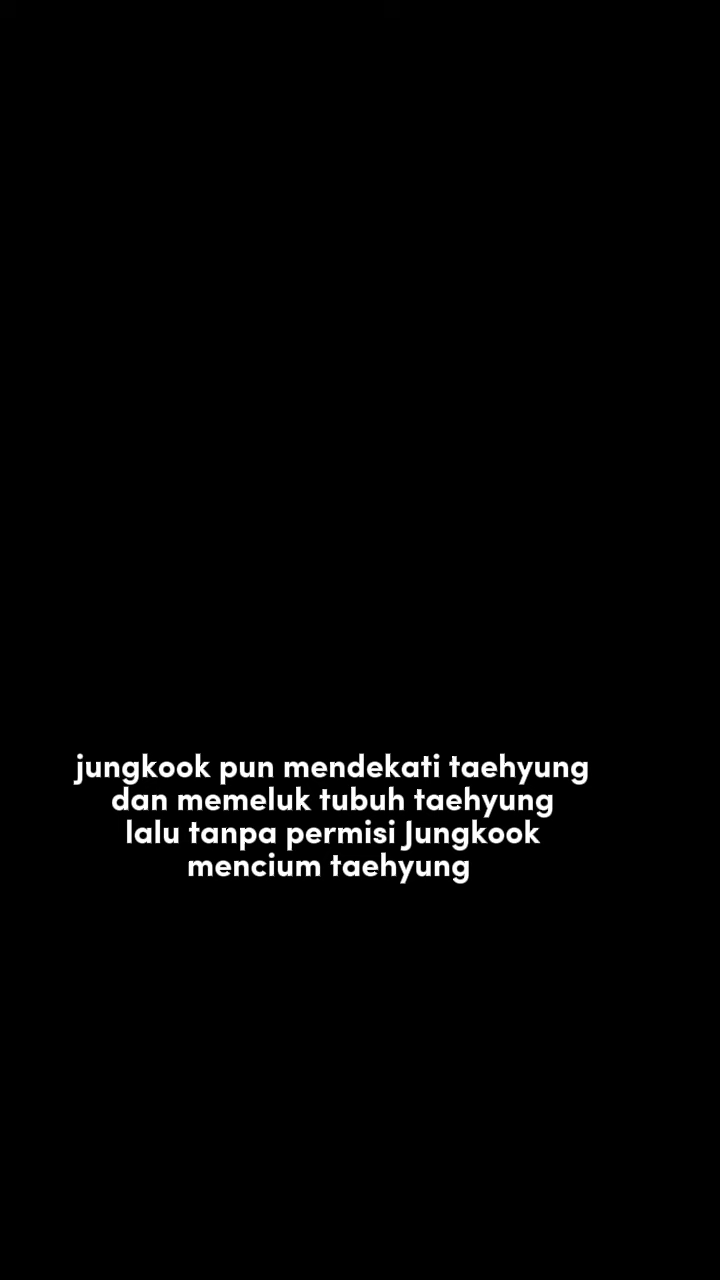 jungkook pun mendekati taehyung
dan memeluk tubuh taehyung
lalu tanpa permisi Jungkook
mencium taehyung